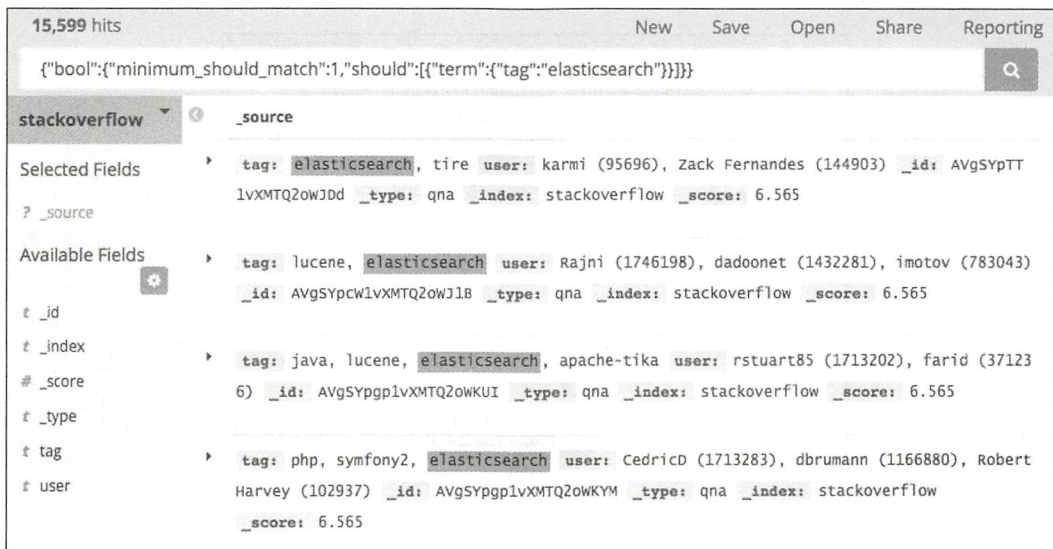 15,599 hits New Save Open Share Reporting
{"bool":{"minimum_should_match":1,"should":[{"term":{"tag":"elasticsearch"}}]}}
stackoverflow
Selected Fields
? _source
Available Fields
t _id
t _index
# _score
t _type
t tag
t user
_source
tag: elasticsearch, tire user: karmi (95696), Zack Fernandes (144903) _id: AVgSYpTT
1vXMTQ2oWJDd _type: qna _index: stackoverflow _score: 6.565
tag: lucene, elasticsearch user: Rajni (1746198), dadoonet (1432281), imotov (783043)
_id: AVgSYpcW1vXMTQ2oWJ1B _type: qna _index: stackoverflow _score: 6.565
tag: java, lucene, elasticsearch, apache-tika user: rstuart85 (1713202), farid (37123
6) _id: AVgSYpgp1vXMTQ2oWKUI _type: qna _index: stackoverflow _score: 6.565
tag: php, symfony2, elasticsearch user: CedricD (1713283), dbrumann (1166880), Robert
Harvey (102937) _id: AVgSYpgp1vXMTQ2oWKYM _type: qna _index: stackoverflow
_score: 6.565